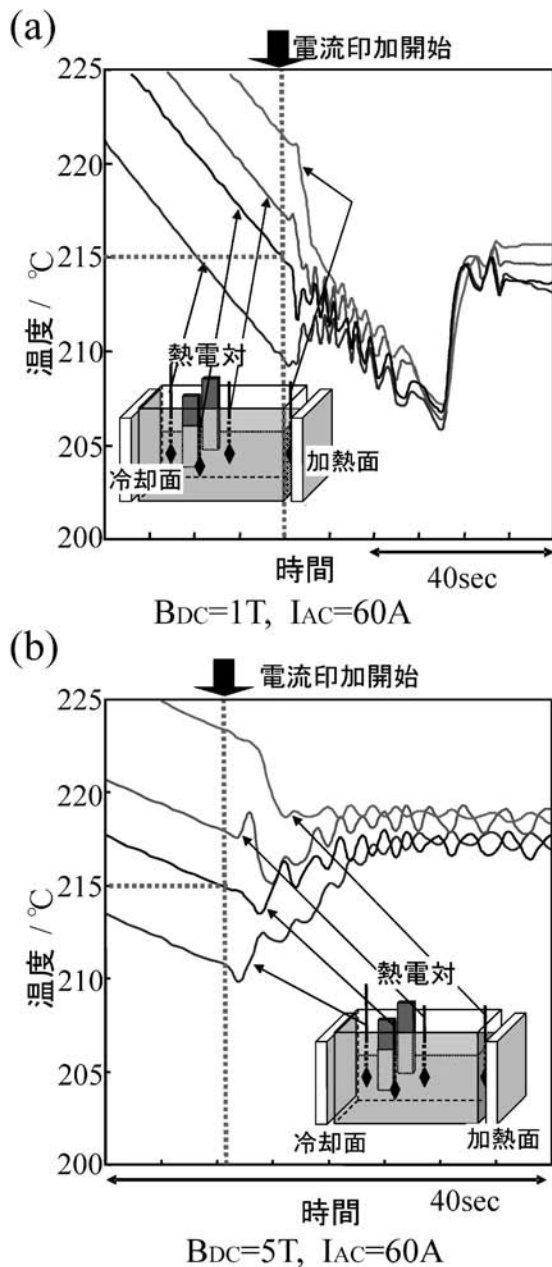 (a)
電流印加開始
225
220
215
210
205
200
温度 / ℃
熱電対
冷却面
加熱面
時間
40sec
BDC=1T, IAC=60A
(b)
電流印加開始
225
220
215
210
205
200
温度 / ℃
熱電対
冷却面
加熱面
時間
40sec
BDC=5T, IAC=60A